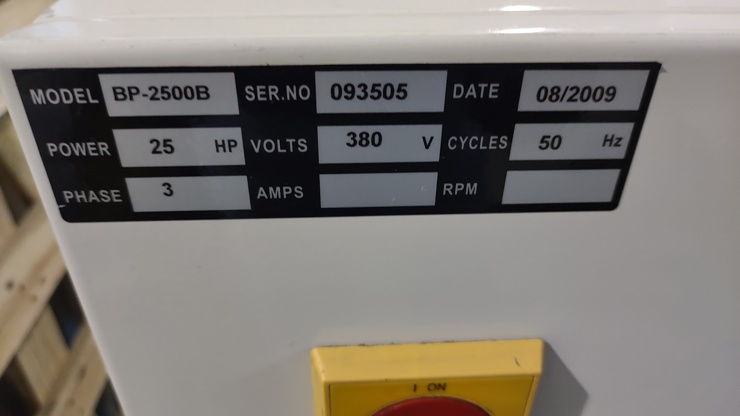 MODEL BP-2500B SER.NO 093505 DATE 08/2009
POWER 25 HP VOLTS 380 V CYCLES 50 Hz
PHASE 3 AMPS RPM
I ON